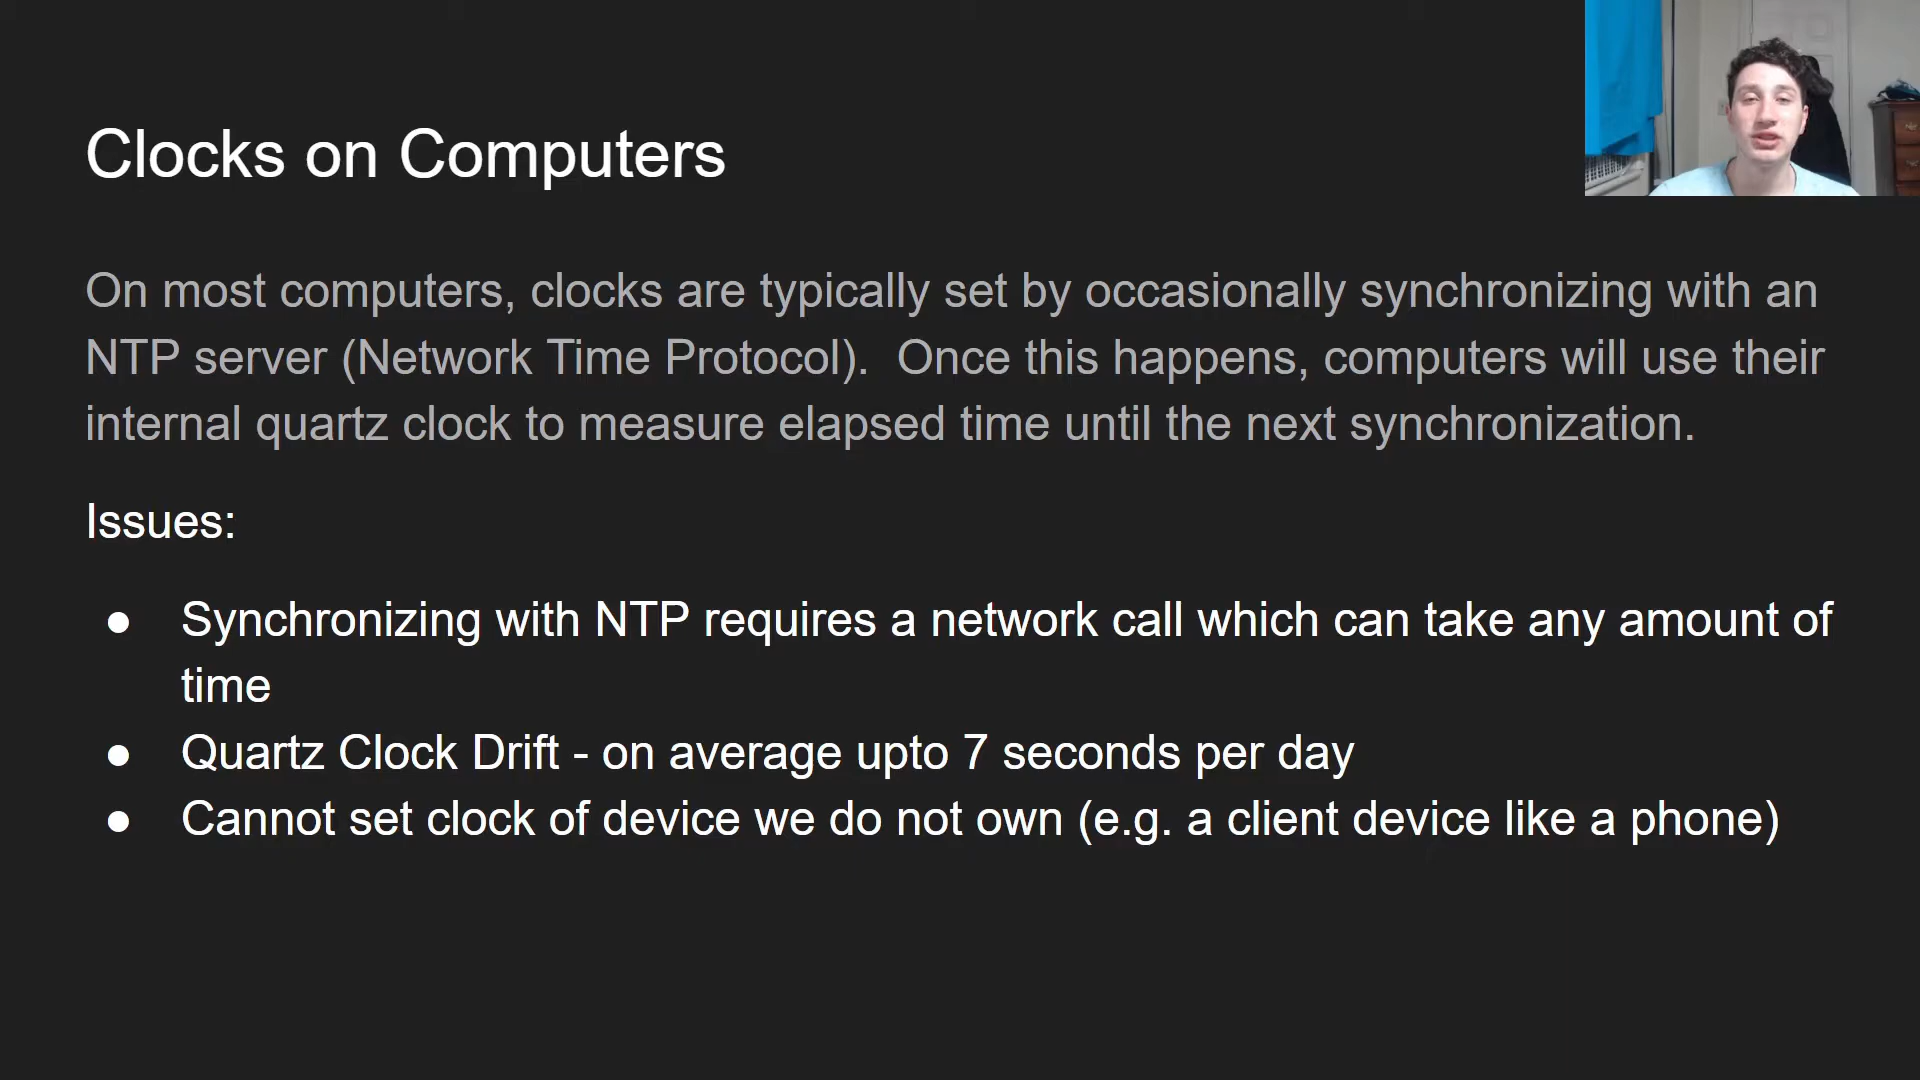 Clocks on Computers
On most computers, clocks are typically set by occasionally synchronizing with an
NTP server (Network Time Protocol).  Once this happens, computers will use their
internal quartz clock to measure elapsed time until the next synchronization.
Issues:
● Synchronizing with NTP requires a network call which can take any amount of
time
● Quartz Clock Drift - on average upto 7 seconds per day
● Cannot set clock of device we do not own (e.g. a client device like a phone)